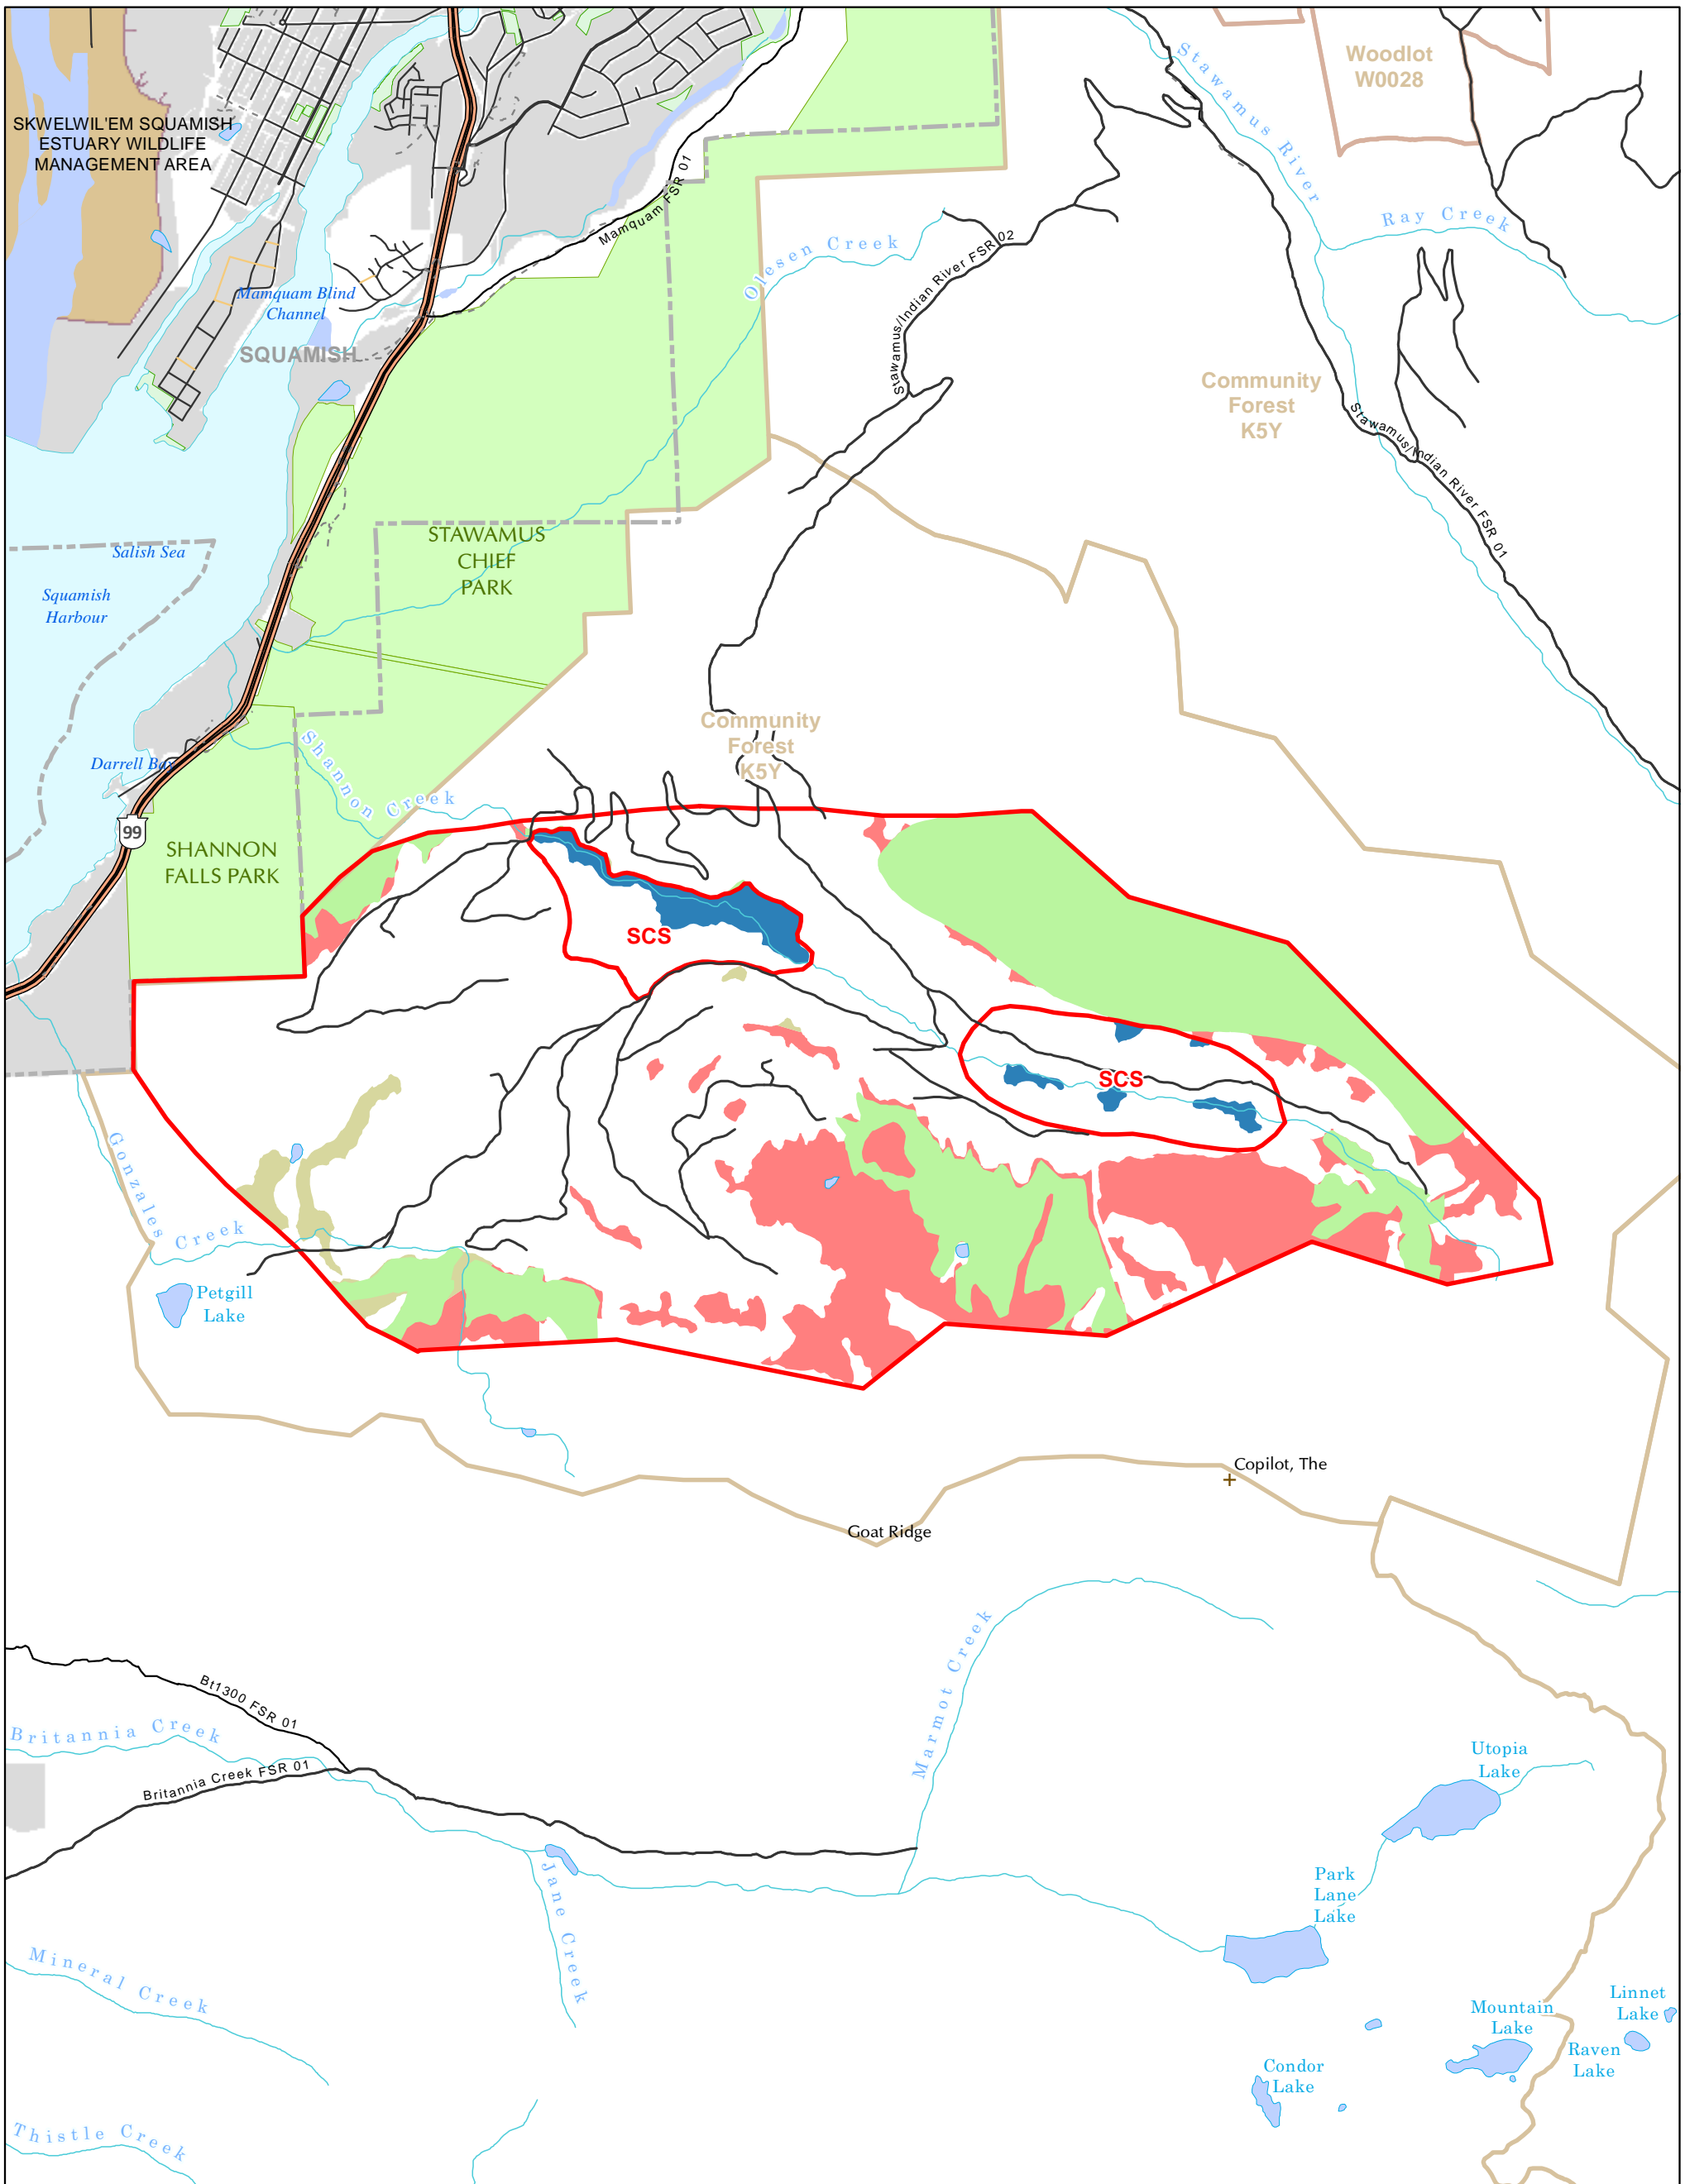 Woodlot
W0028
Stawamus River
SKWELWIL'EM SQUAMISH
ESTUARY WILDLIFE
MANAGEMENT AREA
Mamquam FSR 01
Ray Creek
Olesen Creek
Stawamus/Indian River FSR 02
Mamquam Blind
Channel
SQUAMISH
Community
Forest
K5Y
Stawamus/Indian River FSR 01
STAWAMUS
CHIEF
PARK
Salish Sea
Squamish
Harbour
Community
Forest
K5Y
Shannon Creek
Darrell Bay
99
SHANNON
FALLS PARK
SCS
SCS
Gonzales Creek
Petgill
Lake
Copilot, The
Goat Ridge
Marmot Creek
Bt1300 FSR 01
Britannia Creek
Britannia Creek FSR 01
Utopia
Lake
Jane Creek
Park
Lane
Lake
Mineral Creek
Linnet
Lake
Mountain
Lake
Raven
Lake
Condor
Lake
Thistle Creek